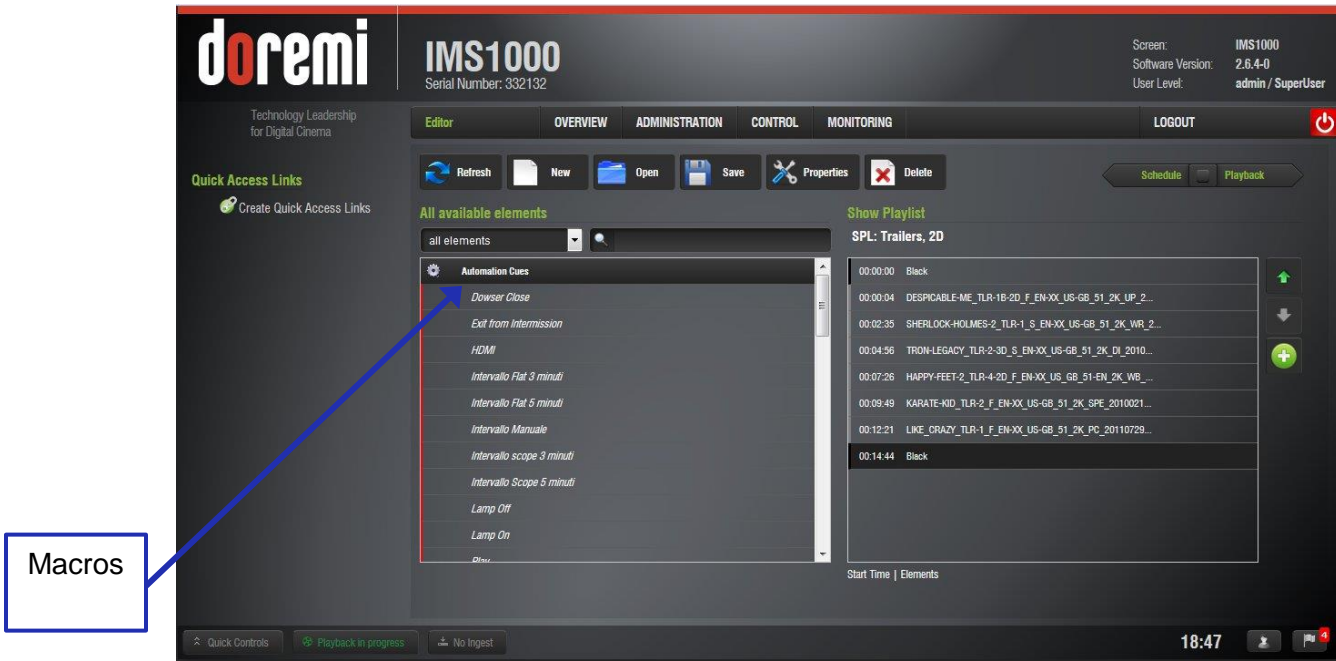 doremi
Technology Leadership
for Digital Cinema
IMS1000
Serial Number: 332132
Screen: IMS1000
Software Version: 2.6.4-0
User Level: admin / SuperUser
Editor OVERVIEW ADMINISTRATION CONTROL MONITORING LOGOUT
Refresh New Open Save Properties Delete Schedule Playback
Quick Access Links
Create Quick Access Links
All available elements
all elements
Automation Cues
Dowser Close
Exit from Intermission
HDMI
Intervallo Flat 3 minuti
Intervallo Flat 5 minuti
Intervallo Manuale
Intervallo scope 3 minuti
Intervallo Scope 5 minuti
Lamp Off
Lamp On
Play
Show Playlist
SPL: Trailers, 2D
00:00:00 Black
00:00:04 DESPICABLE-ME_TLR-1B-2D_F_EN-XX_US-GB_51_2K_UP_2...
00:02:35 SHERLOCK-HOLMES-2_TLR-1_S_EN-XX_US-GB_51_2K_WR_2...
00:04:56 TRON-LEGACY_TLR-2-3D_S_EN-XX_US-GB_51_2K_DI_2010...
00:07:26 HAPPY-FEET-2_TLR-4-2D_F_EN-XX_US_GB_51-EN_2K_WB_...
00:09:49 KARATE-KID_TLR-2_F_EN-XX_US-GB_51_2K_SPE_2010021...
00:12:21 LIKE_CRAZY_TLR-1_F_EN-XX_US-GB_51_2K_PC_20110729...
00:14:44 Black
Start Time | Elements
Macros
Quick Controls Playback in progress No Ingest 18:47 4